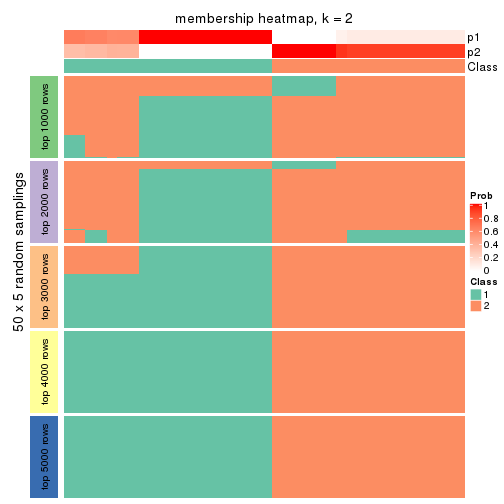 membership heatmap, k = 2
p1
p2
Class
50 x 5 random samplings
top 1000 rows
top 2000 rows
top 3000 rows
top 4000 rows
top 5000 rows
Prob
1
0.8
0.6
0.4
0.2
0
Class
1
2